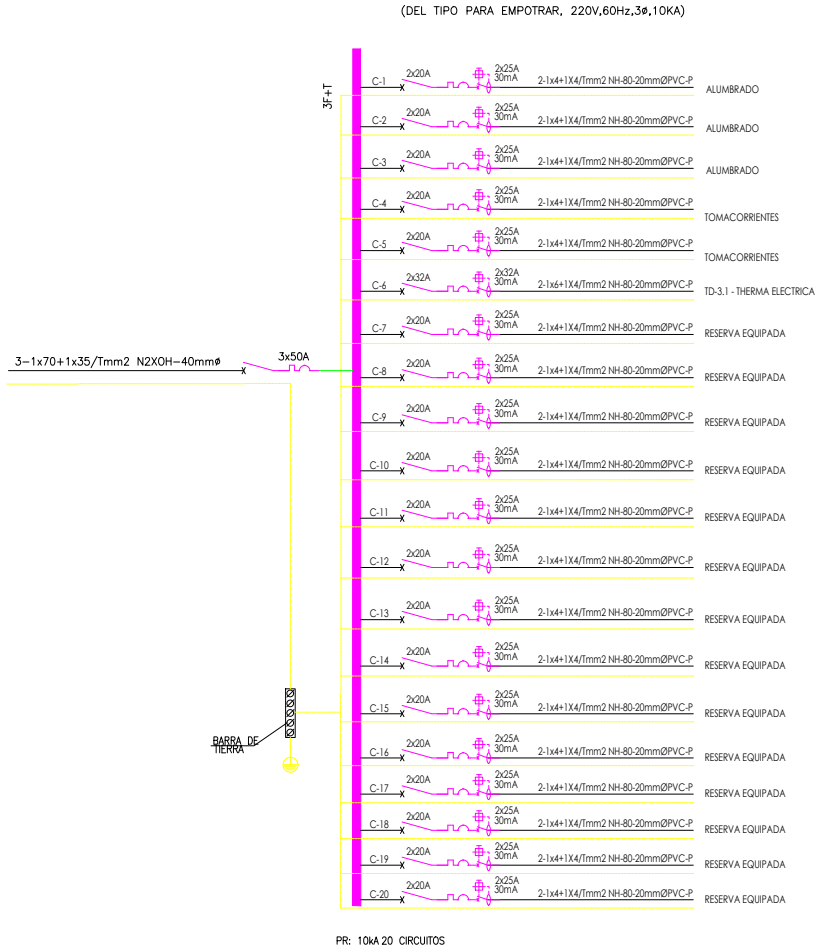 (DEL TIPO PARA EMPOTRAR, 220V,60Hz,3ø,10KA)
3F+T
C-1 2x20A 2x25A 30mA 2-1x4+1X4/Tmm2 NH-80-20mmØPVC-P ALUMBRADO
C-2 2x20A 2x25A 30mA 2-1x4+1X4/Tmm2 NH-80-20mmØPVC-P ALUMBRADO
C-3 2x20A 2x25A 30mA 2-1x4+1X4/Tmm2 NH-80-20mmØPVC-P ALUMBRADO
C-4 2x20A 2x25A 30mA 2-1x4+1X4/Tmm2 NH-80-20mmØPVC-P TOMACORRIENTES
C-5 2x20A 2x25A 30mA 2-1x4+1X4/Tmm2 NH-80-20mmØPVC-P TOMACORRIENTES
C-6 2x32A 2x32A 30mA 2-1x6+1X6/Tmm2 NH-80-20mmØPVC-P TD-3.1 - THERMA ELECTRICA
C-7 2x20A 2x25A 30mA 2-1x4+1X4/Tmm2 NH-80-20mmØPVC-P RESERVA EQUIPADA
3-1x70+1x35/Tmm2 N2XOH-40mmø 3x50A
C-8 2x20A 2x25A 30mA 2-1x4+1X4/Tmm2 NH-80-20mmØPVC-P RESERVA EQUIPADA
C-9 2x20A 2x25A 30mA 2-1x4+1X4/Tmm2 NH-80-20mmØPVC-P RESERVA EQUIPADA
C-10 2x20A 2x25A 30mA 2-1x4+1X4/Tmm2 NH-80-20mmØPVC-P RESERVA EQUIPADA
C-11 2x20A 2x25A 30mA 2-1x4+1X4/Tmm2 NH-80-20mmØPVC-P RESERVA EQUIPADA
C-12 2x20A 2x25A 30mA 2-1x4+1X4/Tmm2 NH-80-20mmØPVC-P RESERVA EQUIPADA
C-13 2x20A 2x25A 30mA 2-1x4+1X4/Tmm2 NH-80-20mmØPVC-P RESERVA EQUIPADA
C-14 2x20A 2x25A 30mA 2-1x4+1X4/Tmm2 NH-80-20mmØPVC-P RESERVA EQUIPADA
C-15 2x20A 2x25A 30mA 2-1x4+1X4/Tmm2 NH-80-20mmØPVC-P RESERVA EQUIPADA
BARRA DE
TIERRA
C-16 2x20A 2x25A 30mA 2-1x4+1X4/Tmm2 NH-80-20mmØPVC-P RESERVA EQUIPADA
C-17 2x20A 2x25A 30mA 2-1x4+1X4/Tmm2 NH-80-20mmØPVC-P RESERVA EQUIPADA
C-18 2x20A 2x25A 30mA 2-1x4+1X4/Tmm2 NH-80-20mmØPVC-P RESERVA EQUIPADA
C-19 2x20A 2x25A 30mA 2-1x4+1X4/Tmm2 NH-80-20mmØPVC-P RESERVA EQUIPADA
C-20 2x20A 2x25A 30mA 2-1x4+1X4/Tmm2 NH-80-20mmØPVC-P RESERVA EQUIPADA
PR: 10kA 20 CIRCUITOS